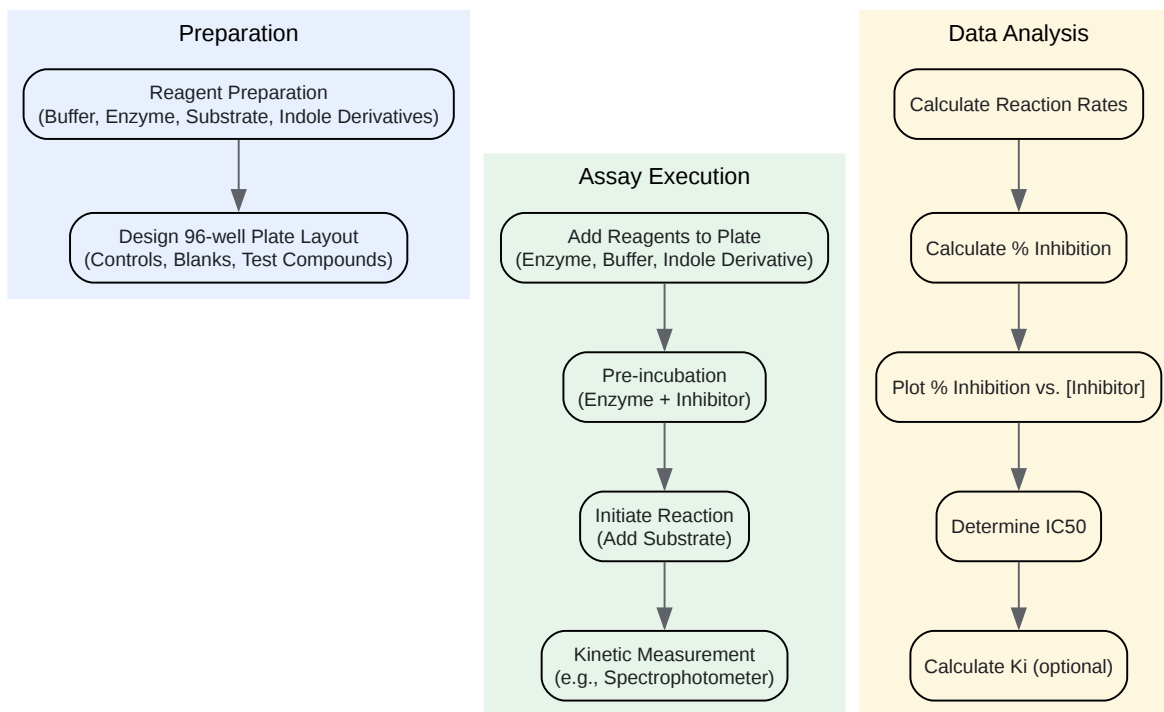 Preparation
Reagent Preparation
(Buffer, Enzyme, Substrate, Indole Derivatives)
Design 96-well Plate Layout
(Controls, Blanks, Test Compounds)
Assay Execution
Add Reagents to Plate
(Enzyme, Buffer, Indole Derivative)
Pre-incubation
(Enzyme + Inhibitor)
Initiate Reaction
(Add Substrate)
Kinetic Measurement
(e.g., Spectrophotometer)
Data Analysis
Calculate Reaction Rates
Calculate % Inhibition
Plot % Inhibition vs. [Inhibitor]
Determine IC50
Calculate Ki (optional)